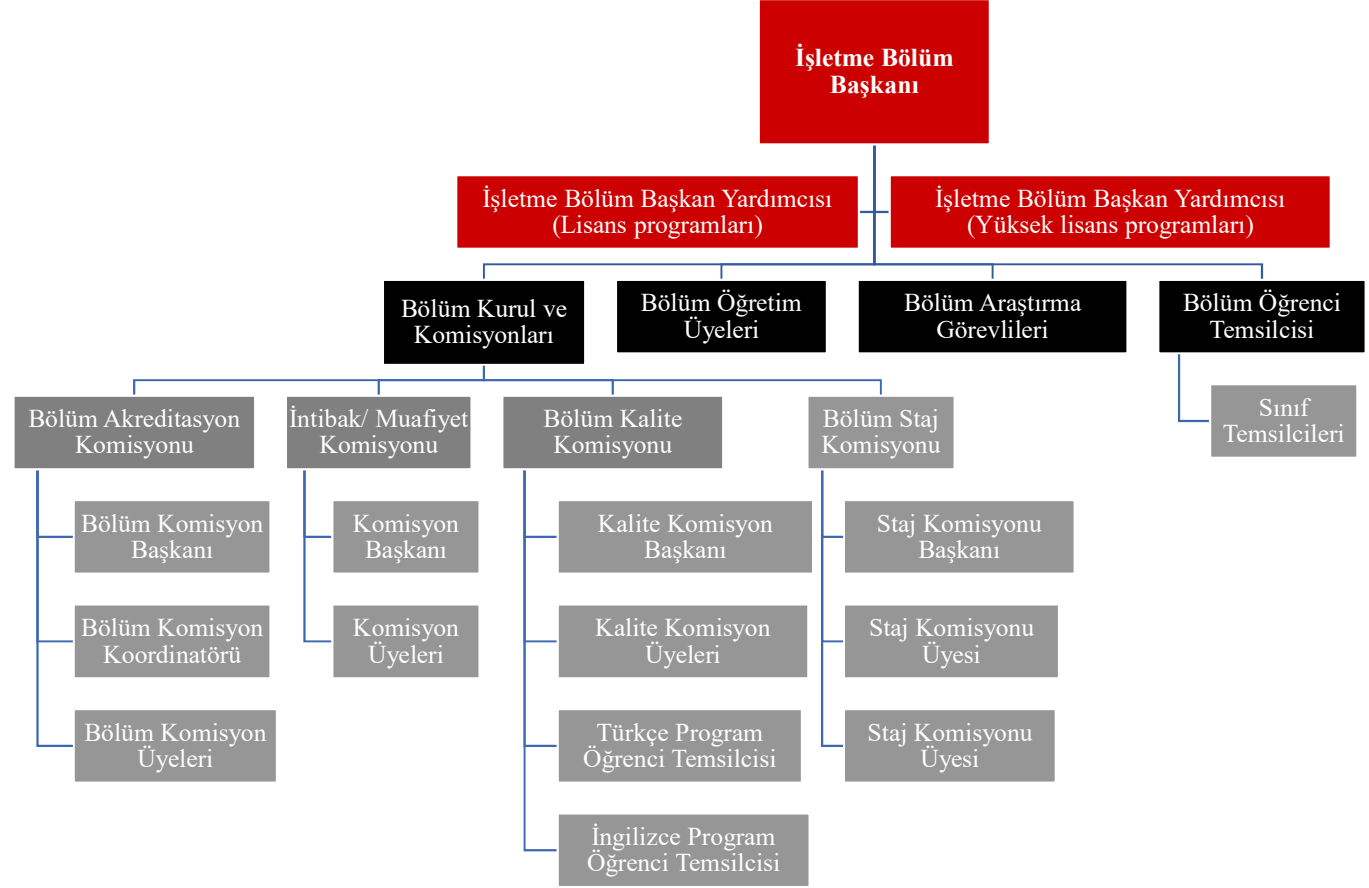 İşletme Bölüm
Başkanı
İşletme Bölüm Başkan Yardımcısı
(Lisans programları)
İşletme Bölüm Başkan Yardımcısı
(Yüksek lisans programları)
Bölüm Kurul ve
Komisyonları
Bölüm Öğretim
Üyeleri
Bölüm Araştırma
Görevlileri
Bölüm Öğrenci
Temsilcisi
Bölüm Akreditasyon
Komisyonu
İntibak/ Muafiyet
Komisyonu
Bölüm Kalite
Komisyonu
Bölüm Staj
Komisyonu
Sınıf
Temsilcileri
Bölüm Komisyon
Başkanı
Bölüm Komisyon
Koordinatörü
Bölüm Komisyon
Üyeleri
Komisyon
Başkanı
Komisyon
Üyeleri
Kalite Komisyon
Başkanı
Kalite Komisyon
Üyeleri
Türkçe Program
Öğrenci Temsilcisi
İngilizce Program
Öğrenci Temsilcisi
Staj Komisyonu
Başkanı
Staj Komisyonu
Üyesi
Staj Komisyonu
Üyesi